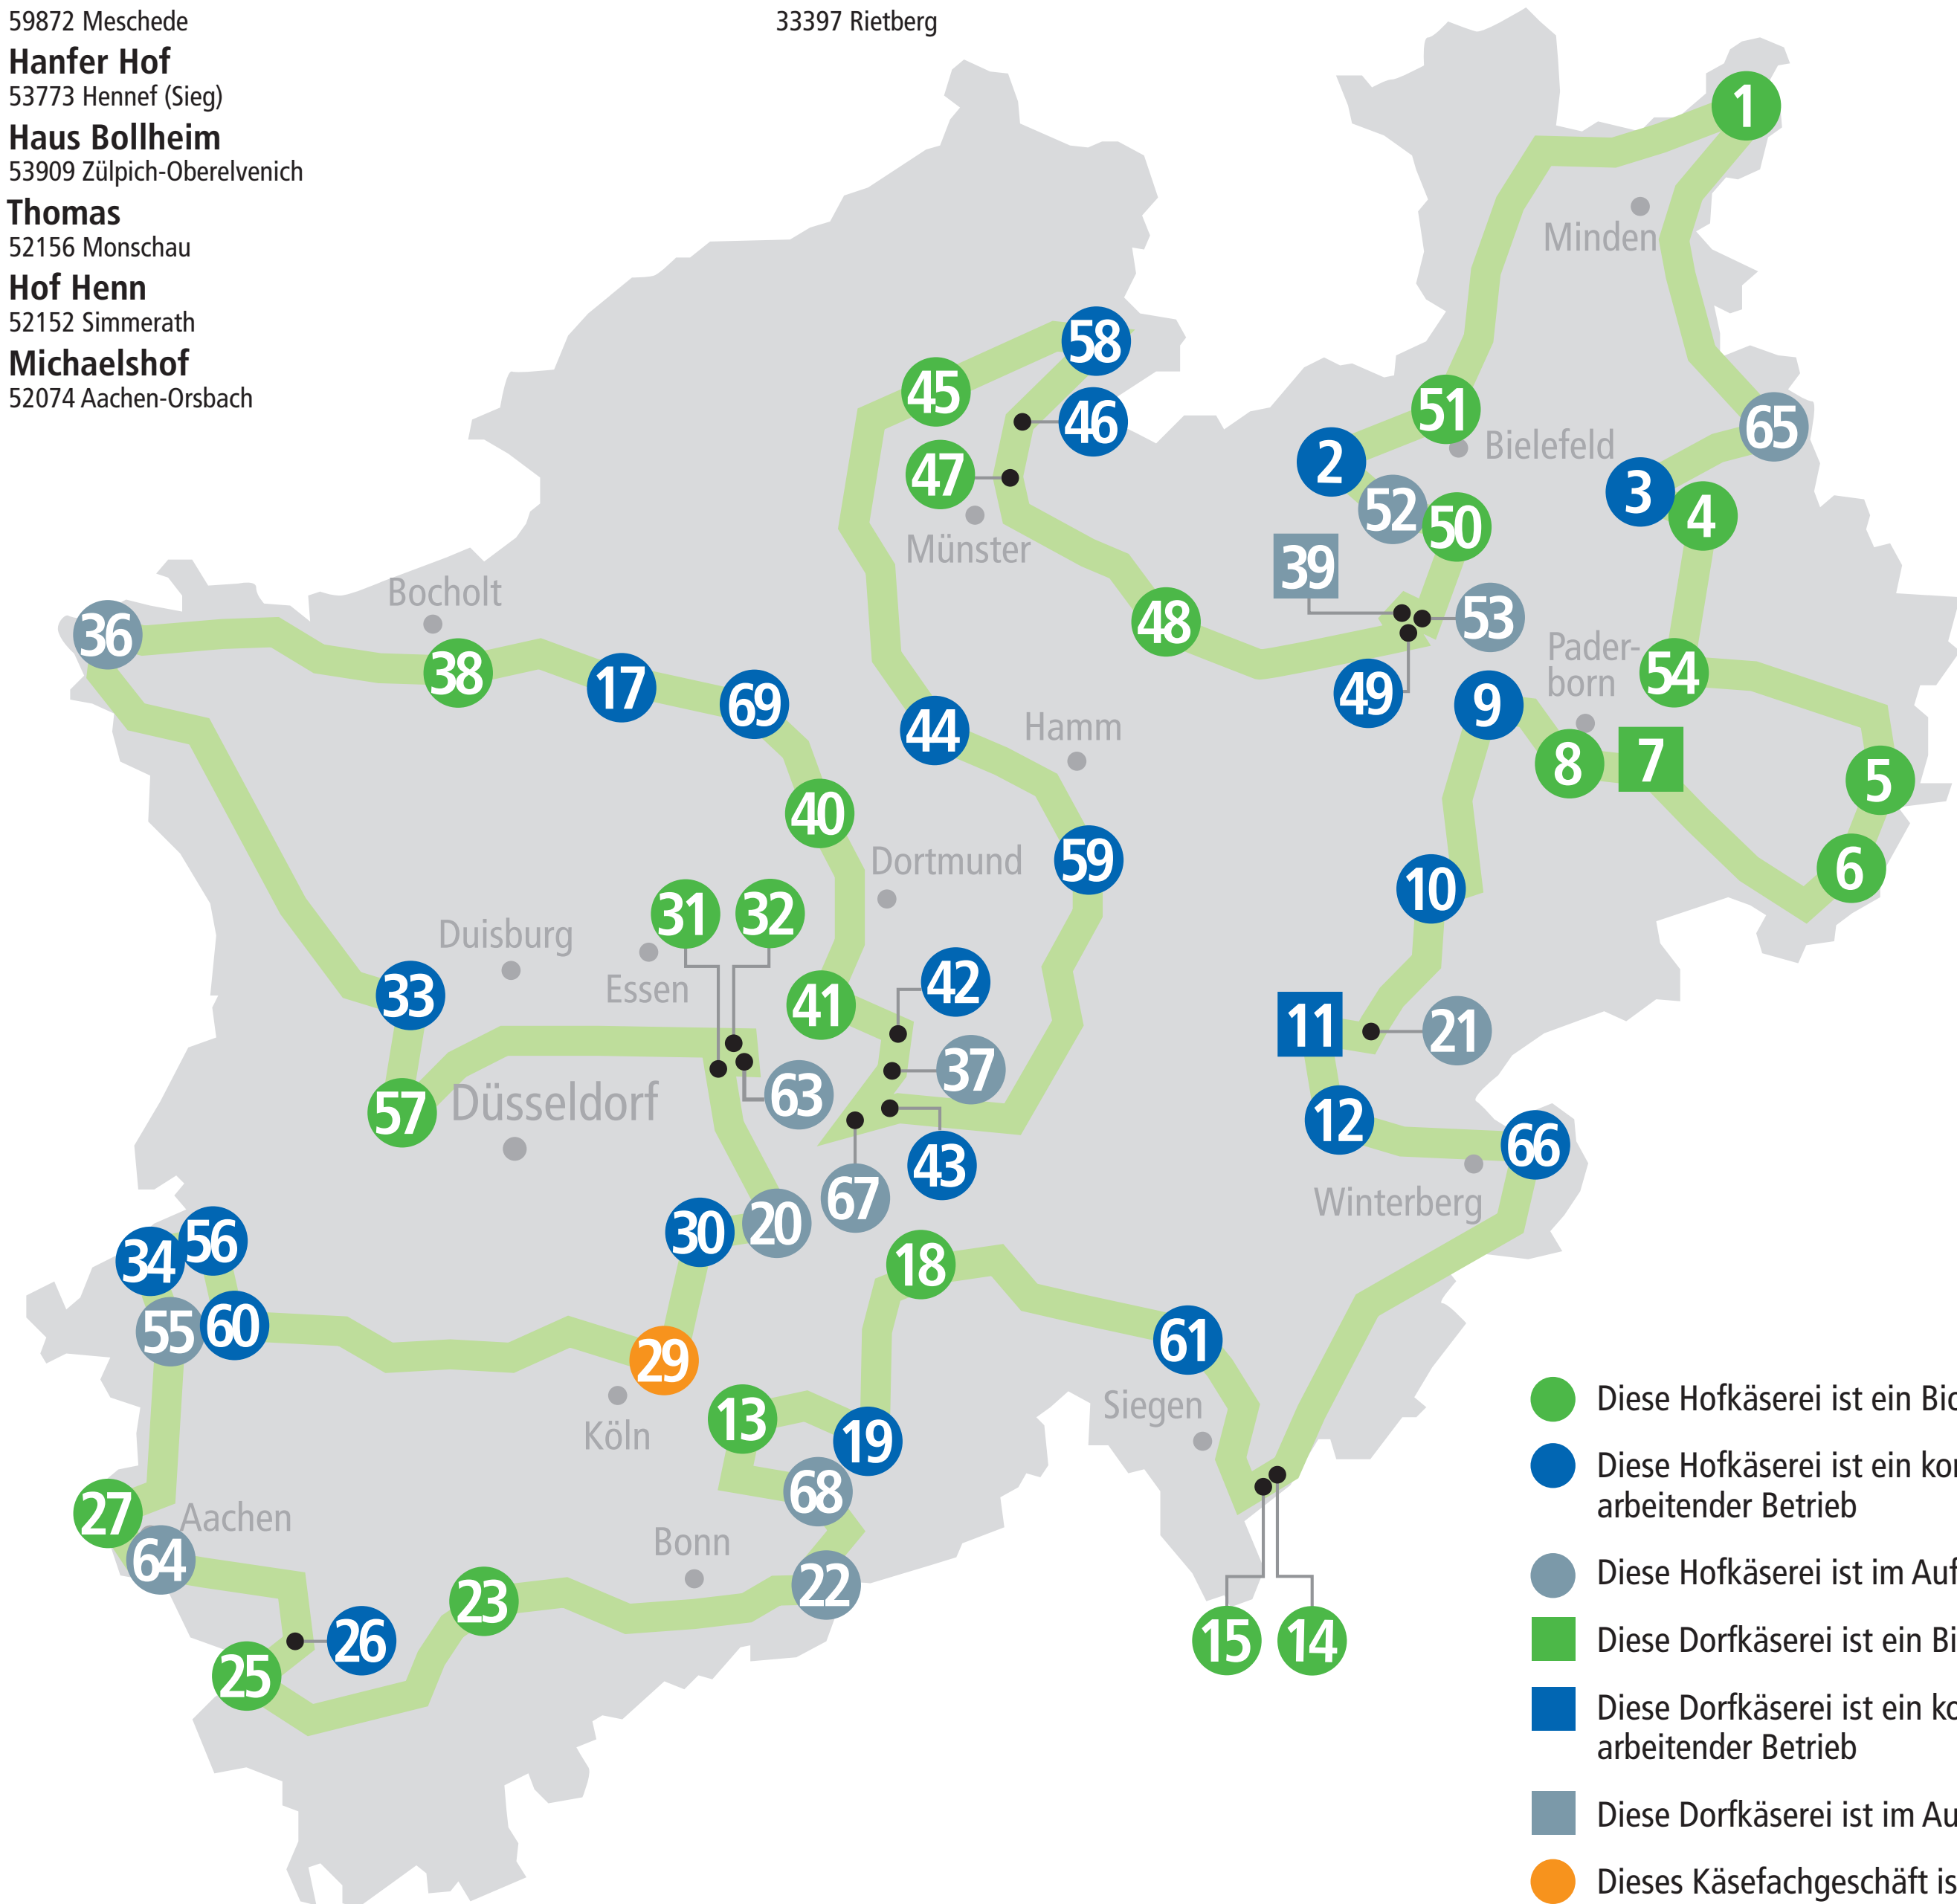 59872 Meschede
Hanfer Hof
53773 Hennef (Sieg)
Haus Bollheim
53909 Zülpich-Oberelvenich
Thomas
52156 Monschau
Hof Henn
52152 Simmerath
Michaelshof
52074 Aachen-Orsbach
33397 Rietberg
1
Minden
58
45
46
47
Münster
51
Bielefeld
2
52
50
65
3
4
39
53
48
49
Bocholt
36
38
17
69
44
Hamm
Pader-
born
54
9
8
7
5
6
40
Dortmund
59
10
31
32
Duisburg
Essen
33
41
42
11
21
37
63
57
Düsseldorf
12
66
43
67
Winterberg
30
20
34
56
18
55
60
29
61
Köln
13
19
Siegen
68
27
Aachen
64
Bonn
22
23
26
25
15
14
Diese Hofkäserei ist ein
Diese Hofkäserei ist ein
arbeitender Betrieb
Diese Hofkäserei ist im
Diese Dorfkäserei ist ein
Diese Dorfkäserei ist ein
arbeitender Betrieb
Diese Dorfkäserei ist im
Dieses Käsefachgeschäft